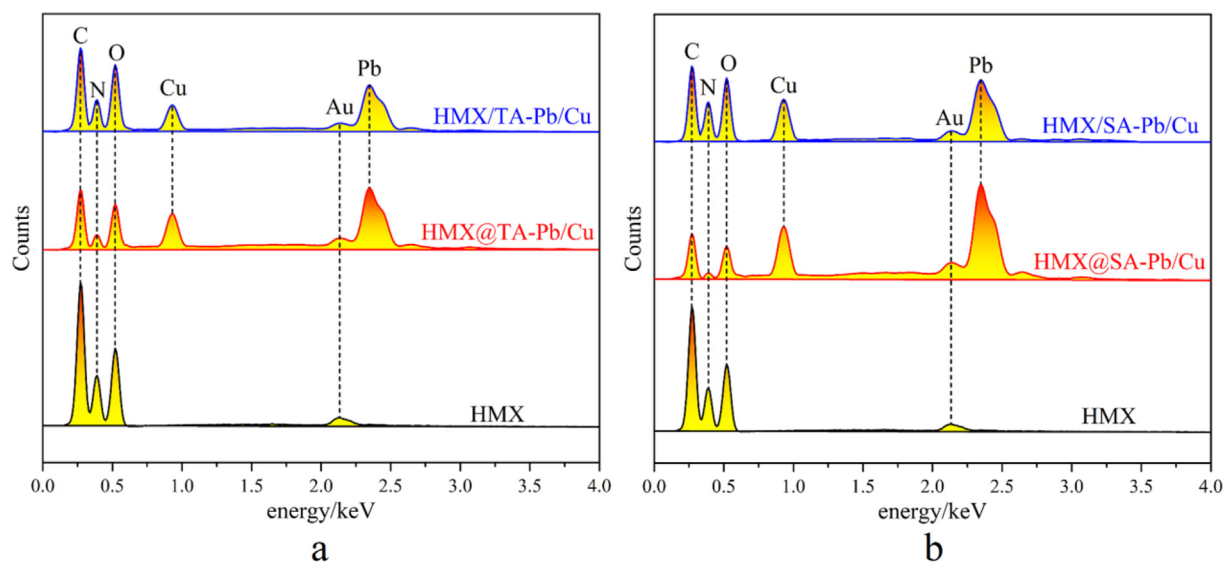 C
N
O
Cu
Au
Pb
HMX/TA-Pb/Cu
HMX@TA-Pb/Cu
HMX
Counts
0.0 0.5 1.0 1.5 2.0 2.5 3.0 3.5 4.0
energy/keV
a
C
N
O
Cu
Au
Pb
HMX/SA-Pb/Cu
HMX@SA-Pb/Cu
HMX
Counts
0.0 0.5 1.0 1.5 2.0 2.5 3.0 3.5 4.0
energy/keV
b